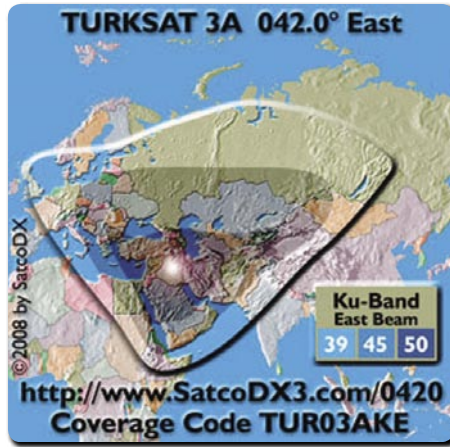 TURKSAT 3A 042.0° East
©2008 by SatcoDX
Ku-Band
East Beam
39 45 50
http://www.SatcoDX3.com/0420
Coverage Code TUR03AKE